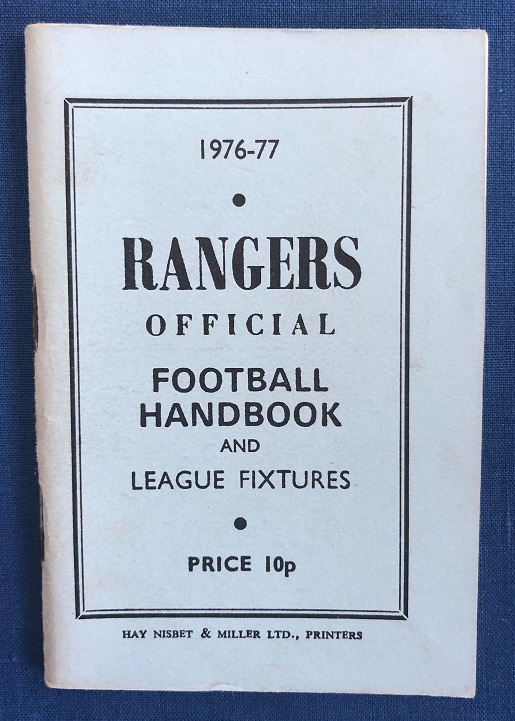 1976-77
RANGERS
OFFICIAL
FOOTBALL
HANDBOOK
AND
LEAGUE FIXTURES
PRICE 10p
HAY NISBET & MILLER LTD., PRINTERS